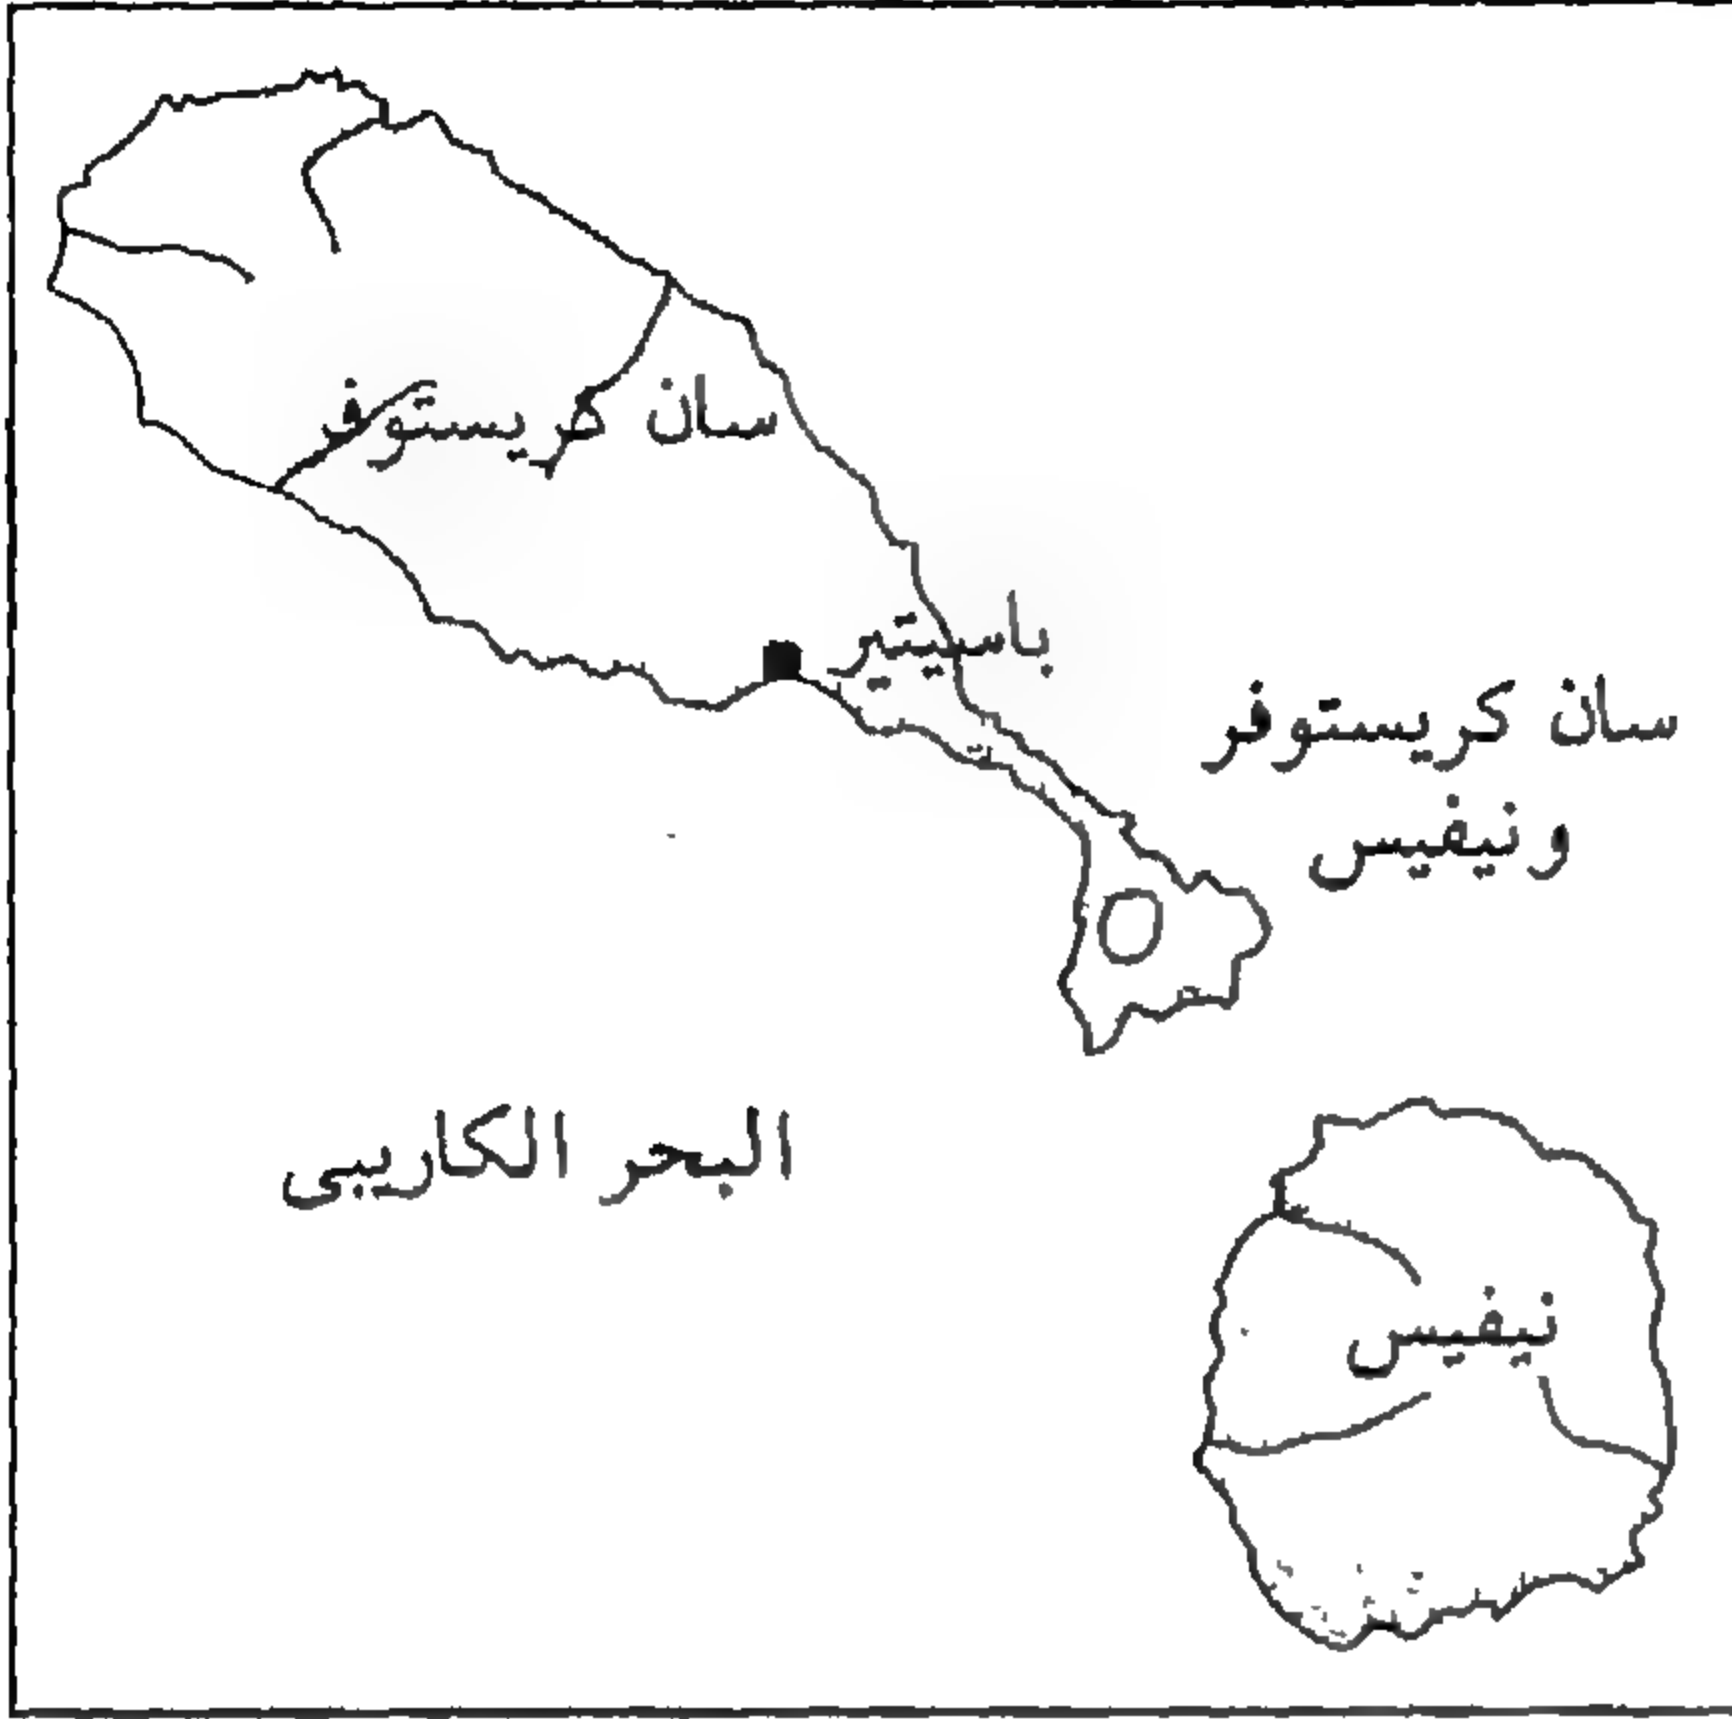 سان كريستوفر
باسيتير
سان كريستوفر
ونيفيس
البحر الكاريبى
نيفيس